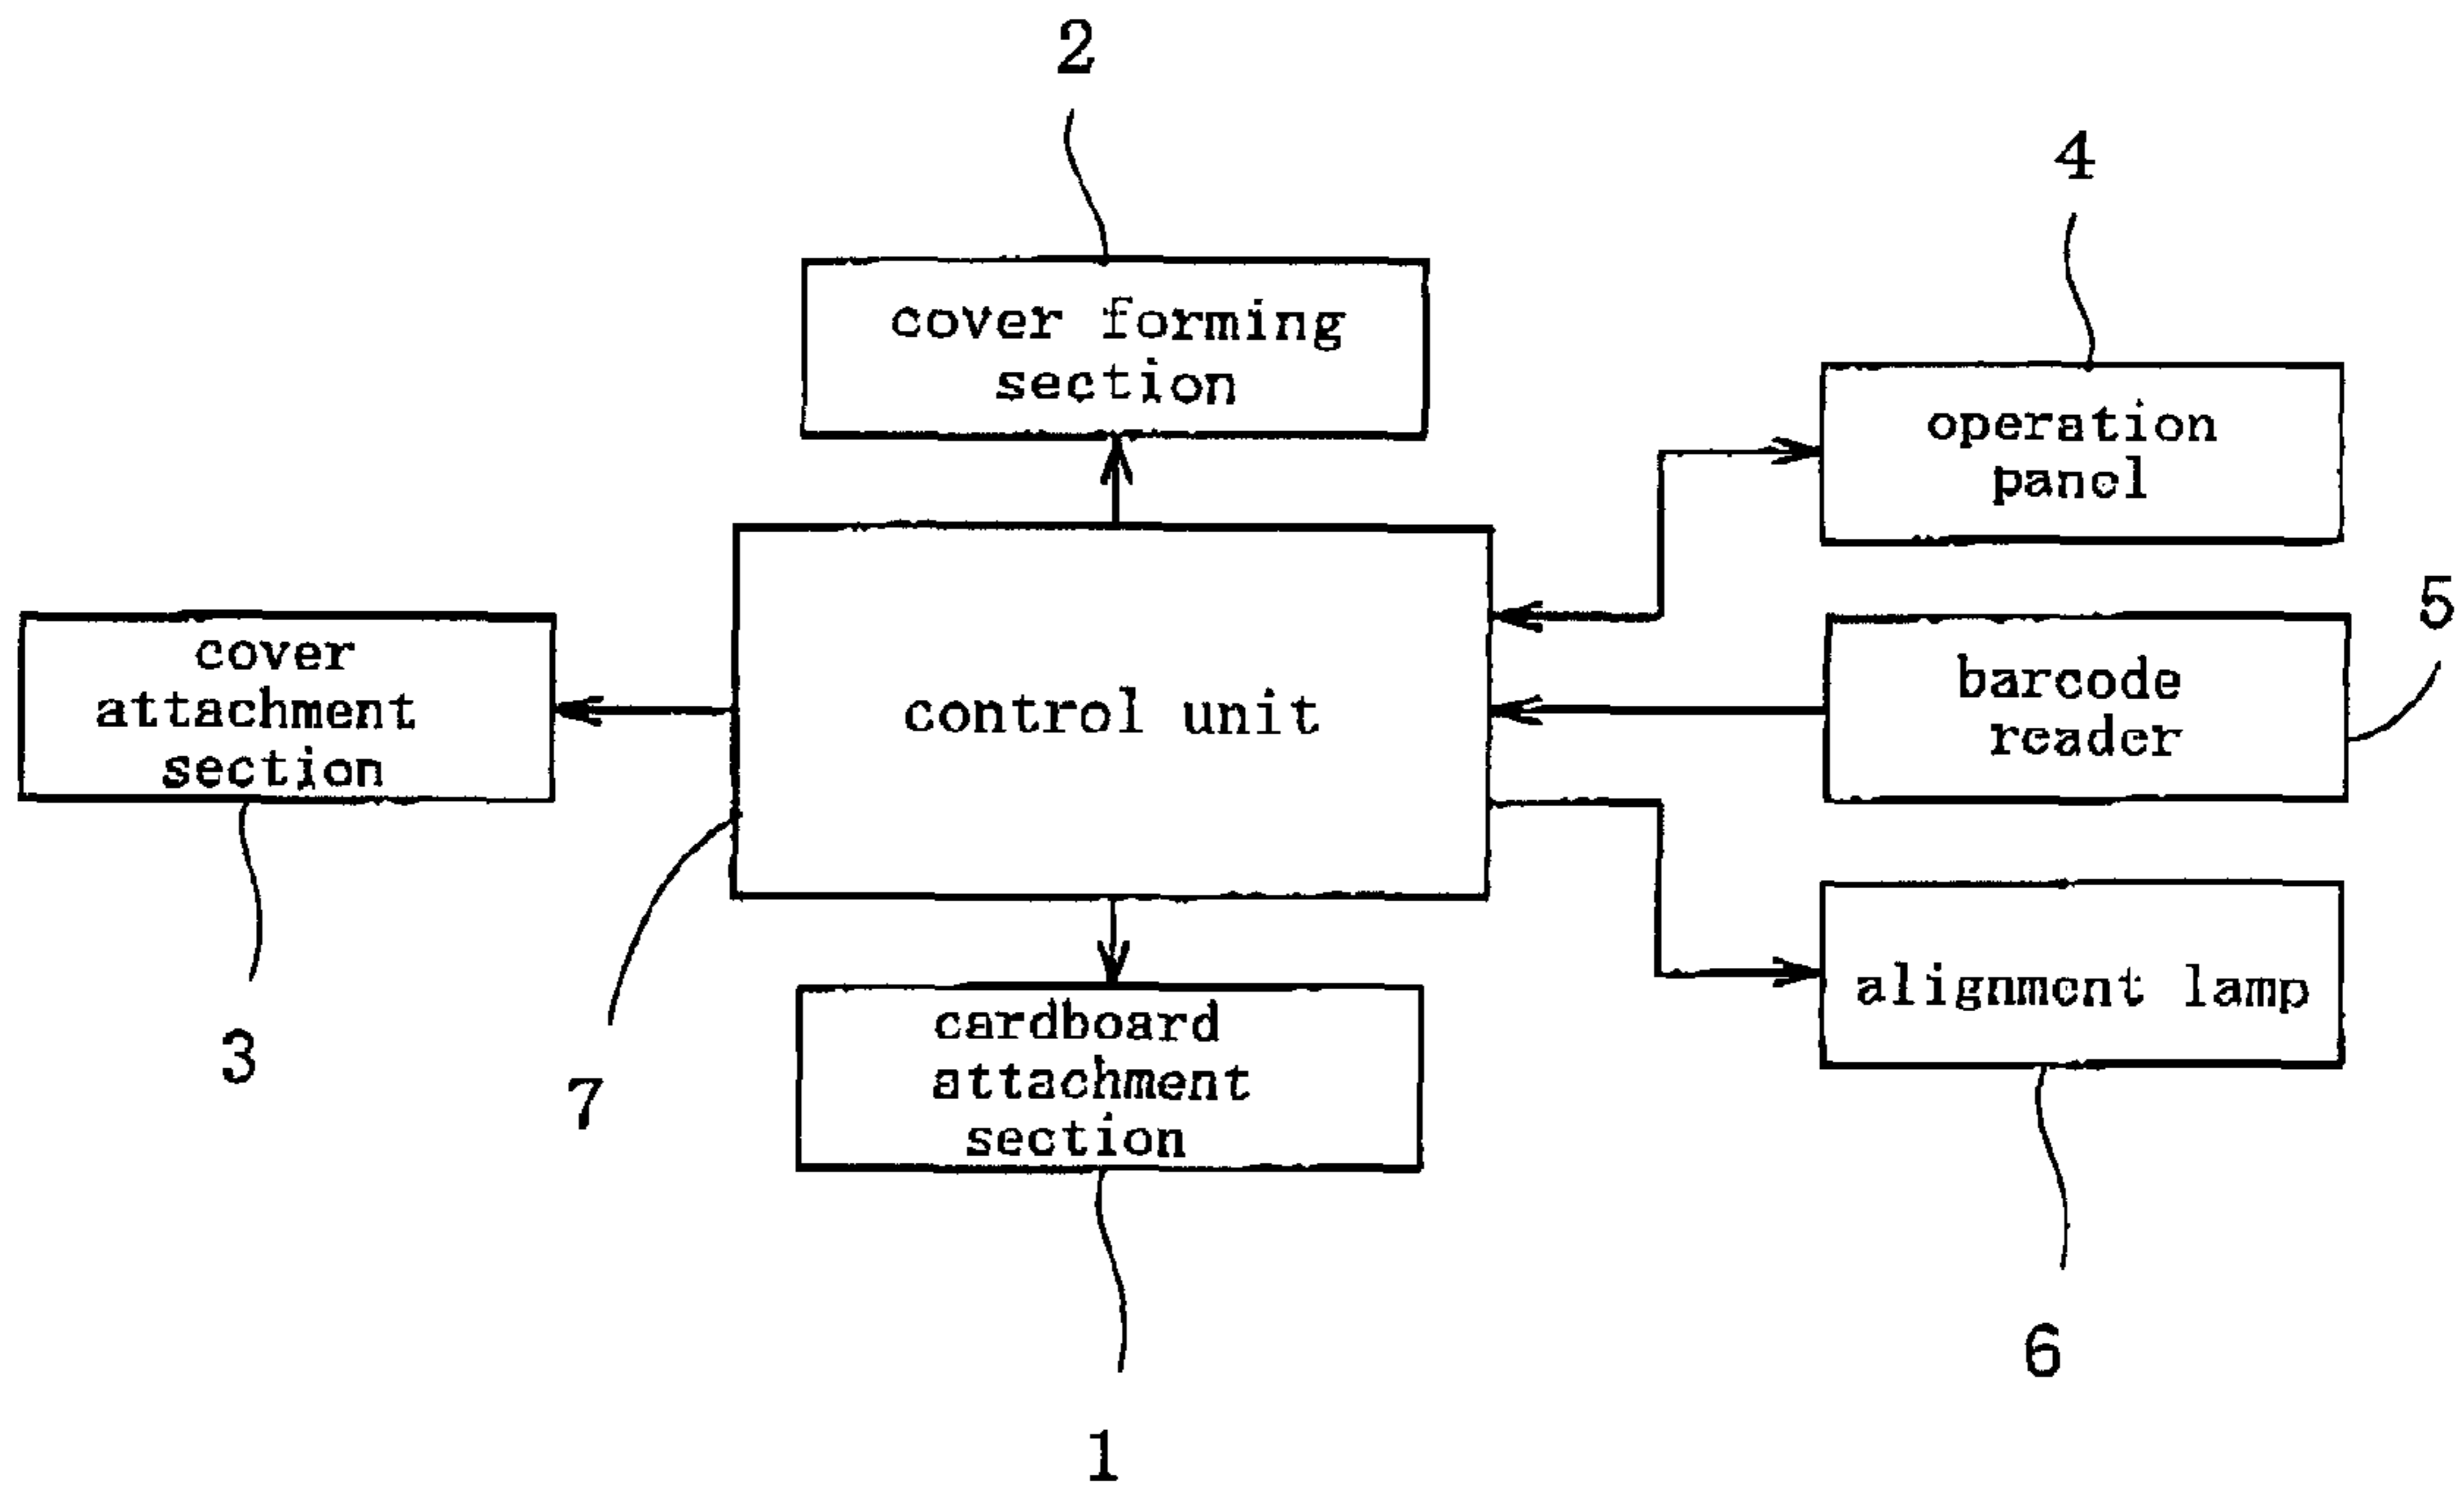 2
4
cover forming
section
operation
panel
5
cover
attachment
section
control unit
barcode
reader
alignment lamp
3
7
cardboard
attachment
section
6
1